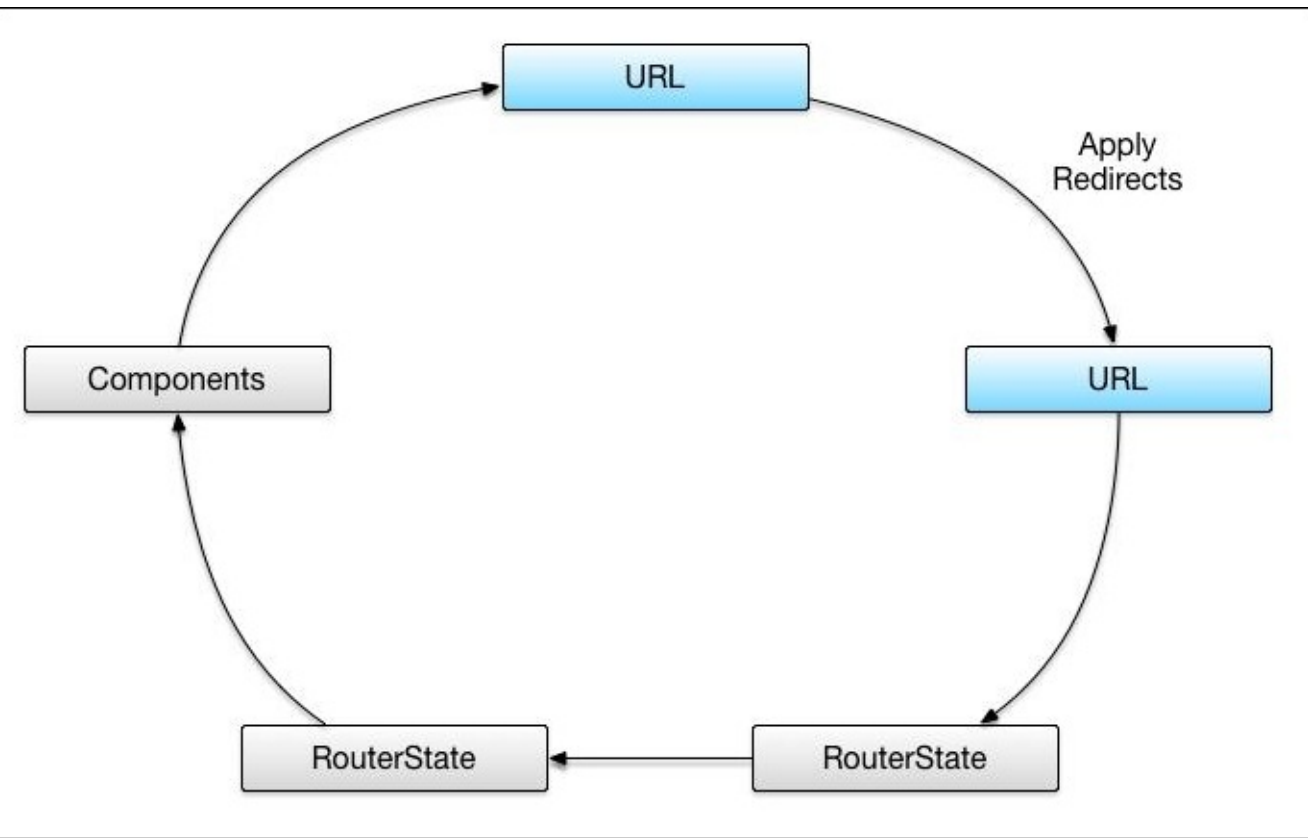 URL
Apply
Redirects
Components
URL
RouterState
RouterState